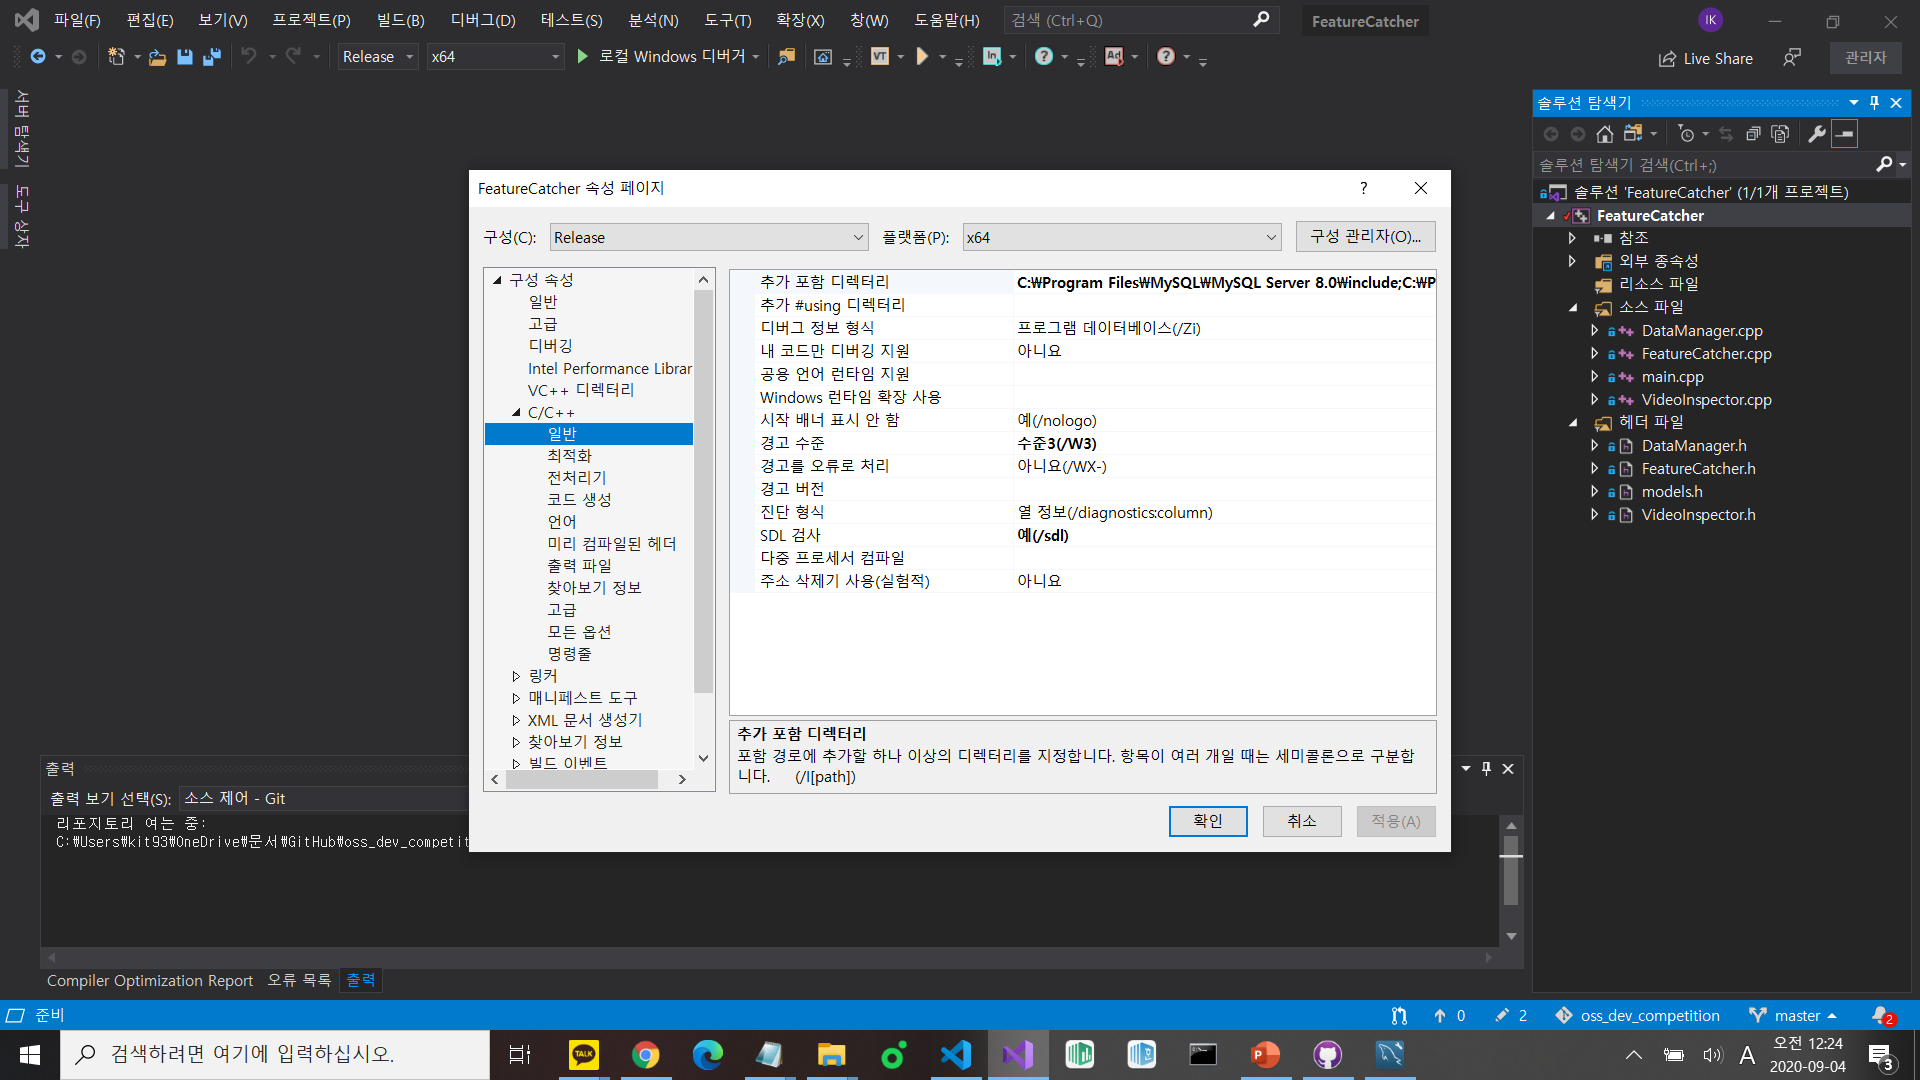 파일(F) 편집(E) 보기(V) 프로젝트(P) 빌드(B) 디버그(D) 테스트(S) 분석(N) 도구(T) 확장(X) 창(W) 도움말(H) 검색 (Ctrl+Q) FeatureCatcher IK
Release x64 로컬 Windows 디버거 VT In Ad Live Share 관리자
서버 탐색기
도구 상자
FeatureCatcher 속성 페이지
구성(C): Release 플랫폼(P): x64 구성 관리자(O)...
구성 속성
일반
고급
디버깅
Intel Performance Librar
VC++ 디렉터리
C/C++
일반
최적화
전처리기
코드 생성
언어
미리 컴파일된 헤더
출력 파일
찾아보기 정보
고급
모든 옵션
명령줄
링커
매니페스트 도구
XML 문서 생성기
찾아보기 정보
빌드 이벤트
추가 포함 디렉터리 C:₩Program Files₩MySQL₩MySQL Server 8.0₩include;C:₩P
추가 #using 디렉터리
디버그 정보 형식 프로그램 데이터베이스(/Zi)
내 코드만 디버깅 지원 아니요
공용 언어 런타임 지원
Windows 런타임 확장 사용
시작 배너 표시 안 함 예(/nologo)
경고 수준 수준3(/W3)
경고를 오류로 처리 아니요(/WX-)
경고 버전
진단 형식 열 정보(/diagnostics:column)
SDL 검사 예(/sdl)
다중 프로세서 컴파일
주소 삭제기 사용(실험적) 아니요
추가 포함 디렉터리
포함 경로에 추가할 하나 이상의 디렉터리를 지정합니다. 항목이 여러 개일 때는 세미콜론으로 구분합
니다. (/I[path])
확인 취소 적용(A)
솔루션 탐색기
솔루션 탐색기 검색(Ctrl+;)
솔루션 'FeatureCatcher' (1/1개 프로젝트)
FeatureCatcher
참조
외부 종속성
리소스 파일
소스 파일
DataManager.cpp
FeatureCatcher.cpp
main.cpp
VideoInspector.cpp
헤더 파일
DataManager.h
FeatureCatcher.h
models.h
VideoInspector.h
출력
출력 보기 선택(S): 소스 제어 - Git
리포지토리 여는 중:
C:₩Users₩kit93₩OneDrive₩문서₩GitHub₩oss_dev_competit
Compiler Optimization Report 오류 목록 출력
준비 0 2 oss_dev_competition master 2
검색하려면 여기에 입력하십시오. TALK A 오전 12:24
2020-09-04 3